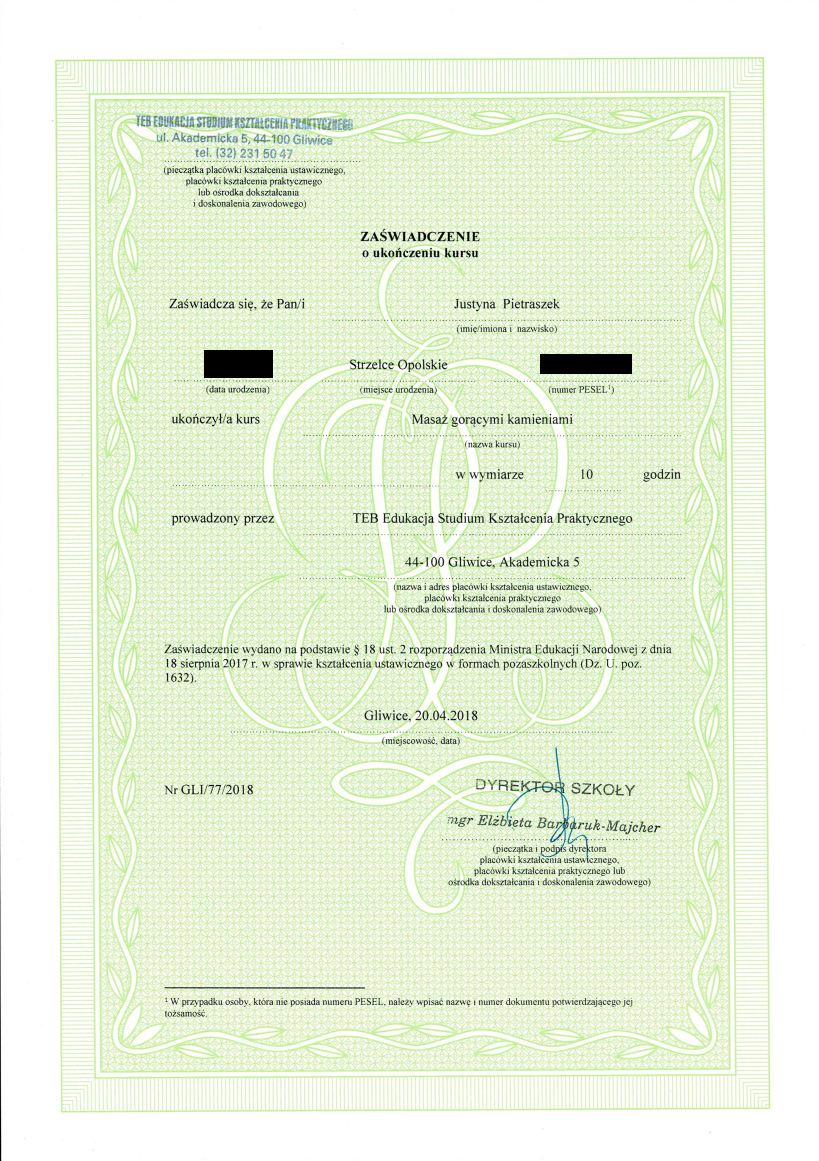 TEB EDUKACJA STUDIUM KSZTAŁCENIA PRAKTYCZNEGO
ul. Akademicka 5, 44-100 Gliwice
tel. (32) 231 50 47
(pieczątka placówki kształcenia ustawicznego,
placówki kształcenia praktycznego
lub ośrodka dokształcania
i doskonalenia zawodowego)
ZAŚWIADCZENIE
o ukończeniu kursu
Zaświadcza się, że Pan/i Justyna Pietraszek
(imię/imiona i nazwisko)
Strzelce Opolskie
(data urodzenia) (miejsce urodzenia) (numer PESEL¹)
ukończył/a kurs Masaż gorącymi kamieniami
(nazwa kursu)
w wymiarze 10 godzin
prowadzony przez TEB Edukacja Studium Kształcenia Praktycznego
44-100 Gliwice, Akademicka 5
(nazwa i adres placówki kształcenia ustawicznego,
placówki kształcenia praktycznego
lub ośrodka dokształcania i doskonalenia zawodowego)
Zaświadczenie wydano na podstawie § 18 ust. 2 rozporządzenia Ministra Edukacji Narodowej z dnia
18 sierpnia 2017 r. w sprawie kształcenia ustawicznego w formach pozaszkolnych (Dz. U. poz.
1632).
Gliwice, 20.04.2018
(miejscowość, data)
Nr GLI/77/2018
DYREKTOR SZKOŁY
mgr Elżbieta Barbaruk-Majcher
(pieczątka i podpis dyrektora
placówki kształcenia ustawicznego,
placówki kształcenia praktycznego lub
ośrodka dokształcania i doskonalenia zawodowego)
¹ W przypadku osoby, która nie posiada numeru PESEL, należy wpisać nazwę i numer dokumentu potwierdzającego jej
tożsamość.